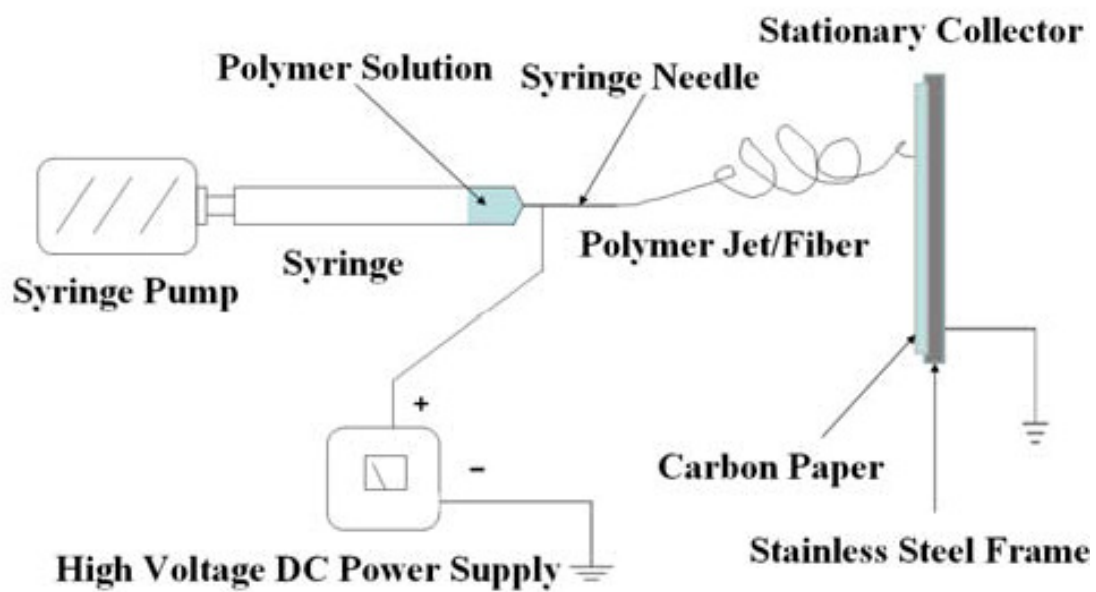 Stationary Collector
Polymer Solution
Syringe Needle
Polymer Jet/Fiber
Syringe
Syringe Pump
+
-
Carbon Paper
Stainless Steel Frame
High Voltage DC Power Supply